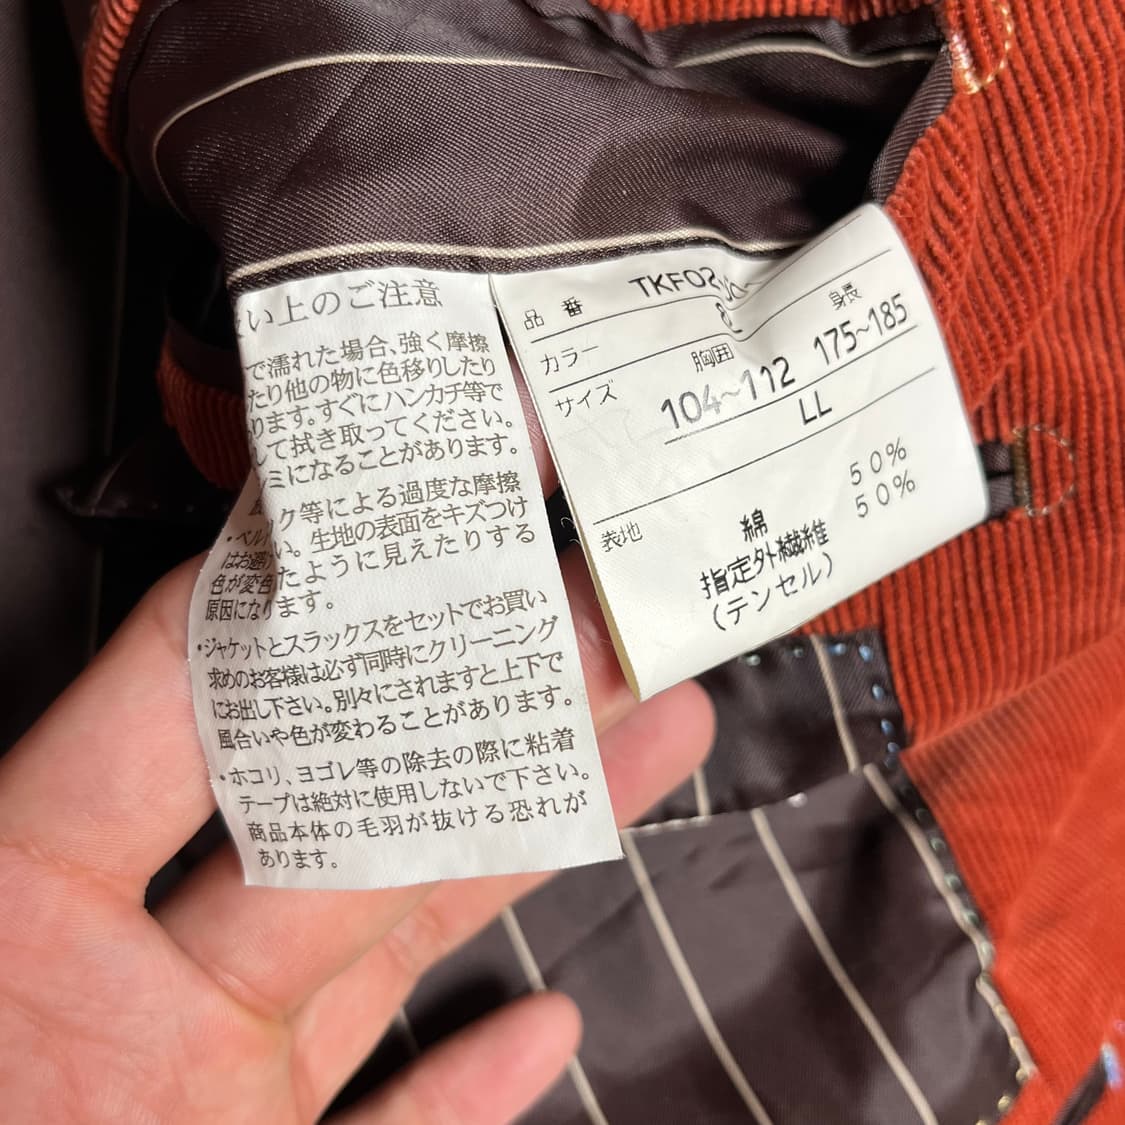 い上のご注意
で濡れた場合、強く摩擦
たり他の物に色移りしたり
ります。すぐにハンカチ等で
して拭き取ってください。
ミになることがあります。
ック等による過度な摩擦
・ベル
はお避け い。生地の表面をキズつけ
色が変色 たように見えたりする
原因になります。
・ジャケットとスラックスをセットでお買い
求めのお客様は必ず同時にクリーニング
にお出し下さい。別々にされますと上下で
風合いや色が変わることがあります。
・ホコリ、ヨゴレ等の除去の際に粘着
テープは絶対に使用しないで下さい。
商品本体の毛羽が抜ける恐れが
あります。
品番 TKF02
カラー
サイズ 胸囲 身長
104~112 175~185
LL
表地 綿 50%
指定外繊維 50%
(テンセル)